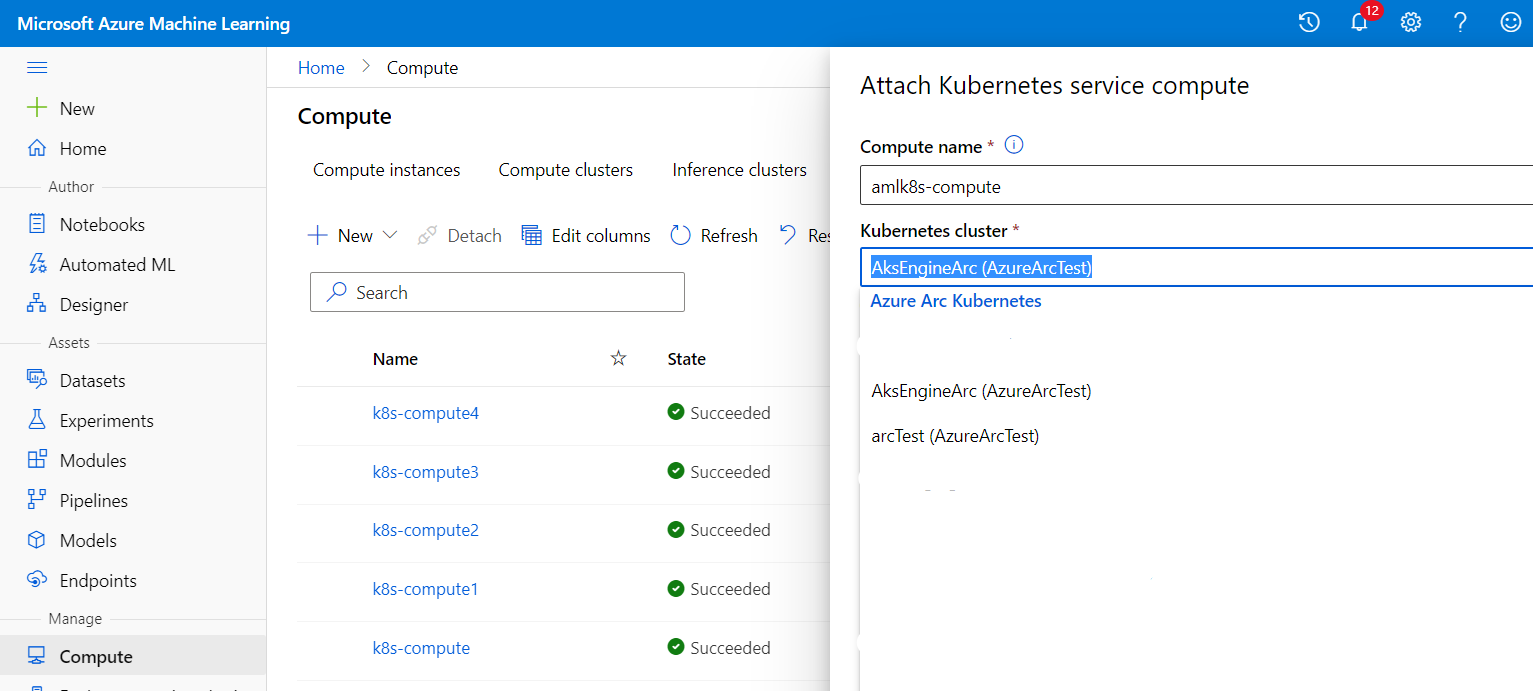 Microsoft Azure Machine Learning
12
New
Home
Author
Notebooks
Automated ML
Designer
Assets
Datasets
Experiments
Modules
Pipelines
Models
Endpoints
Manage
Compute
Home > Compute
Compute
Compute instances Compute clusters Inference clusters
New Detach Edit columns Refresh
Search
Name State
k8s-compute4 Succeeded
k8s-compute3 Succeeded
k8s-compute2 Succeeded
k8s-compute1 Succeeded
k8s-compute Succeeded
Attach Kubernetes service compute
Compute name *
amlk8s-compute
Kubernetes cluster *
AksEngineArc (AzureArcTest)
Azure Arc Kubernetes
AksEngineArc (AzureArcTest)
arcTest (AzureArcTest)